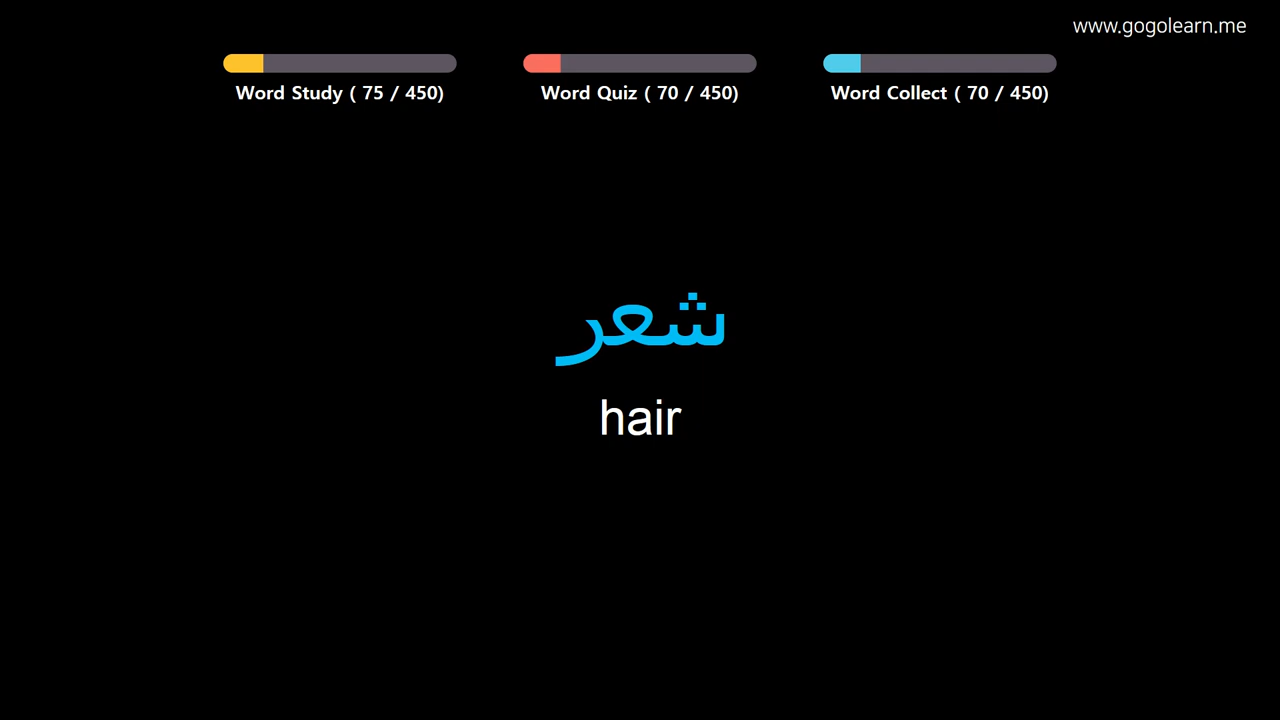 www.gogolearn.me
Word Study ( 75 / 450)
Word Quiz ( 70 / 450)
Word Collect ( 70 / 450)
شعر
hair